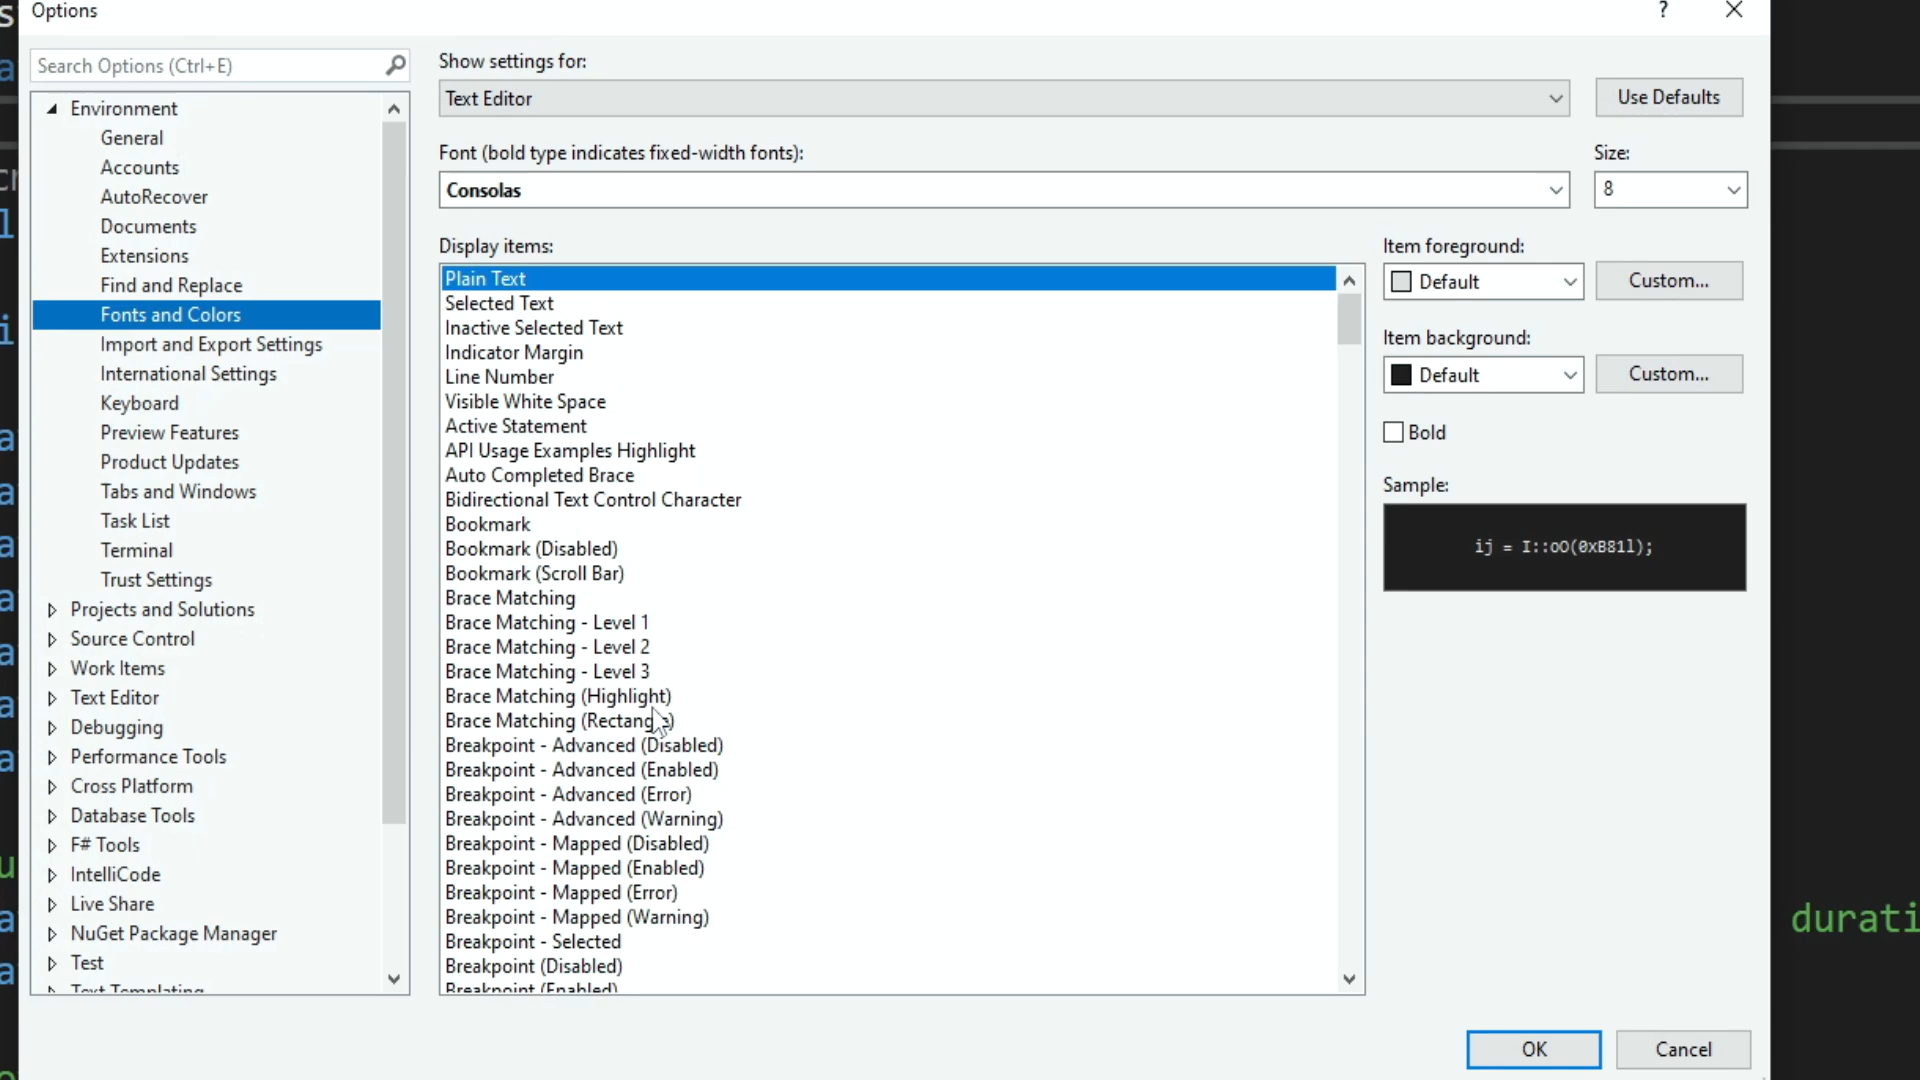 Options
?
Search Options (Ctrl+E)
Environment
General
Accounts
AutoRecover
Documents
Extensions
Find and Replace
Fonts and Colors
Import and Export Settings
International Settings
Keyboard
Preview Features
Product Updates
Tabs and Windows
Task List
Terminal
Trust Settings
Projects and Solutions
Source Control
Work Items
Text Editor
Debugging
Performance Tools
Cross Platform
Database Tools
F# Tools
IntelliCode
Live Share
NuGet Package Manager
Test
Text Templating
Show settings for:
Text Editor
Use Defaults
Font (bold type indicates fixed-width fonts):
Size:
Consolas
8
Display items:
Plain Text
Selected Text
Inactive Selected Text
Indicator Margin
Line Number
Visible White Space
Active Statement
API Usage Examples Highlight
Auto Completed Brace
Bidirectional Text Control Character
Bookmark
Bookmark (Disabled)
Bookmark (Scroll Bar)
Brace Matching
Brace Matching - Level 1
Brace Matching - Level 2
Brace Matching - Level 3
Brace Matching (Highlight)
Brace Matching (Rectangle)
Breakpoint - Advanced (Disabled)
Breakpoint - Advanced (Enabled)
Breakpoint - Advanced (Error)
Breakpoint - Advanced (Warning)
Breakpoint - Mapped (Disabled)
Breakpoint - Mapped (Enabled)
Breakpoint - Mapped (Error)
Breakpoint - Mapped (Warning)
Breakpoint - Selected
Breakpoint (Disabled)
Breakpoint (Enabled)
Item foreground:
Default
Custom...
Item background:
Default
Custom...
Bold
Sample:
ij = I::oO(0xB81l);
durati
OK
Cancel